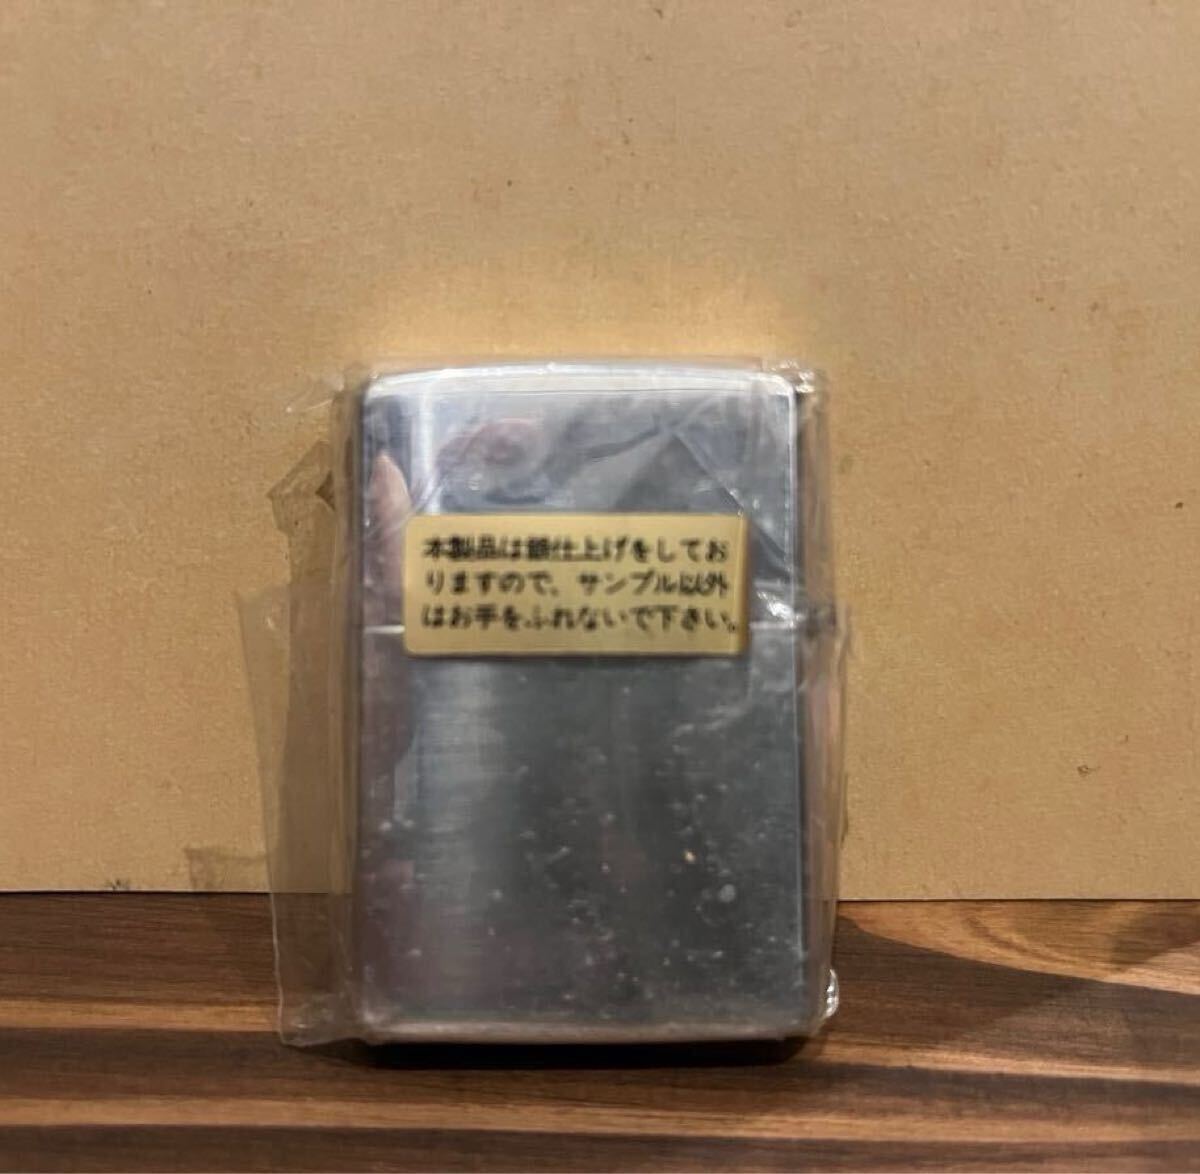 本製品は銀仕上げをしてお
りますので、サンプル以外
はお手をふれないで下さい。